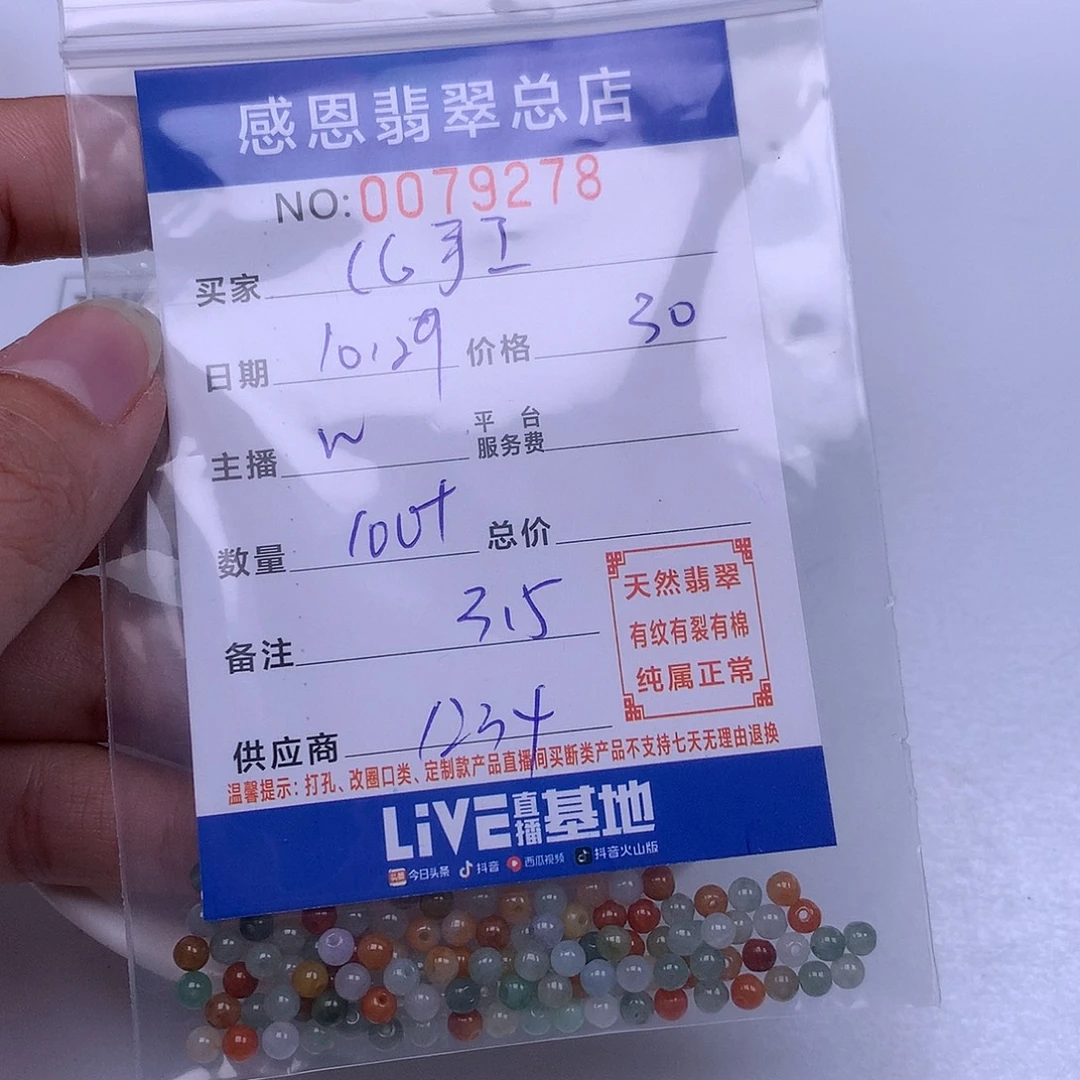 感恩翡翠总店
NO:0079278
买家 CG手工
日期 10.29 价格 30
主播 W 平台服务费
数量 100+ 总价
备注 315
天然翡翠
有纹有裂有棉
纯属正常
供应商 1234
温馨提示：打孔、改圈口类、定制款产品直播间买断类产品不支持七天无理由退换
LiVE直播基地
头条 今日头条 抖音 西瓜视频 抖音火山版